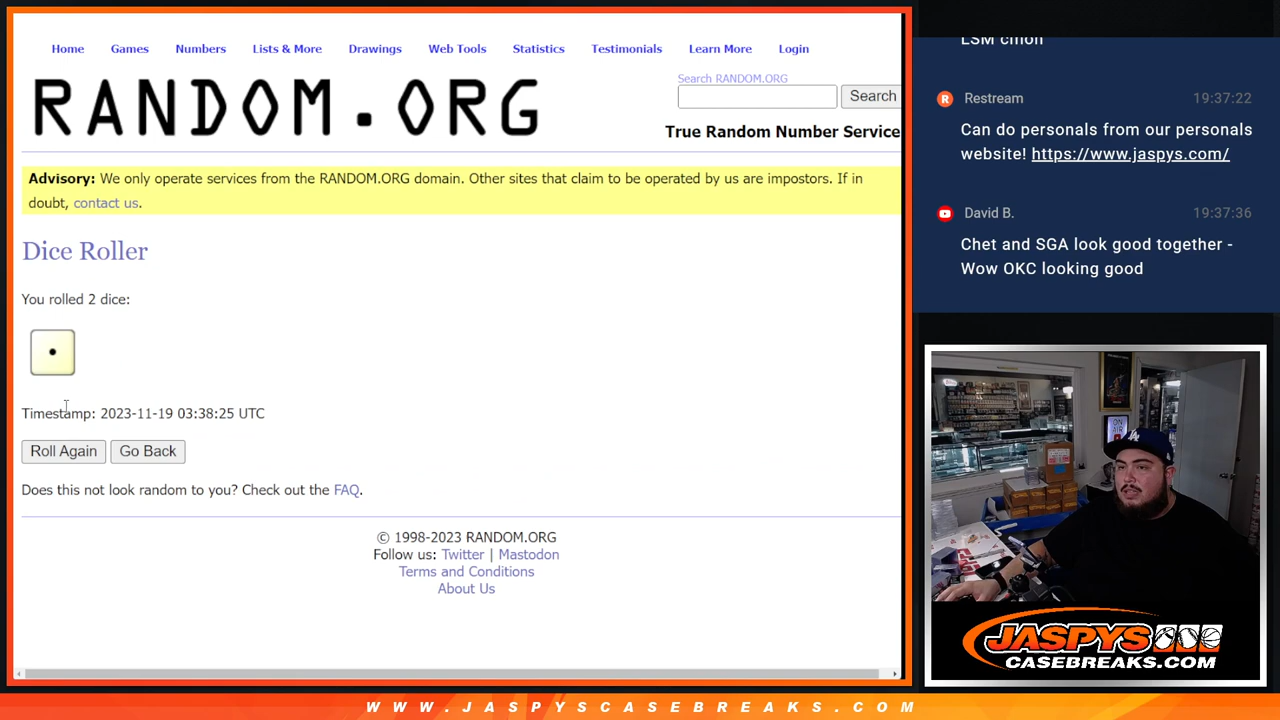 Home Games Numbers Lists & More Drawings Web Tools Statistics Testimonials Learn More Login
RANDOM.ORG
Search RANDOM.ORG
Search
True Random Number Service
Advisory: We only operate services from the RANDOM.ORG domain. Other sites that claim to be operated by us are impostors. If in
doubt, contact us.
Dice Roller
You rolled 2 dice:
Timestamp: 2023-11-19 03:38:25 UTC
Roll Again Go Back
Does this not look random to you? Check out the FAQ.
© 1998-2023 RANDOM.ORG
Follow us: Twitter | Mastodon
Terms and Conditions
About Us
LSM cmon
Restream 19:37:22
Can do personals from our personals
website! https://www.jaspys.com/
David B. 19:37:36
Chet and SGA look good together -
Wow OKC looking good
ON
AIR
JASPYS
CASEBREAKS.COM
WWW.JASPYSCASEBREAKS.COM